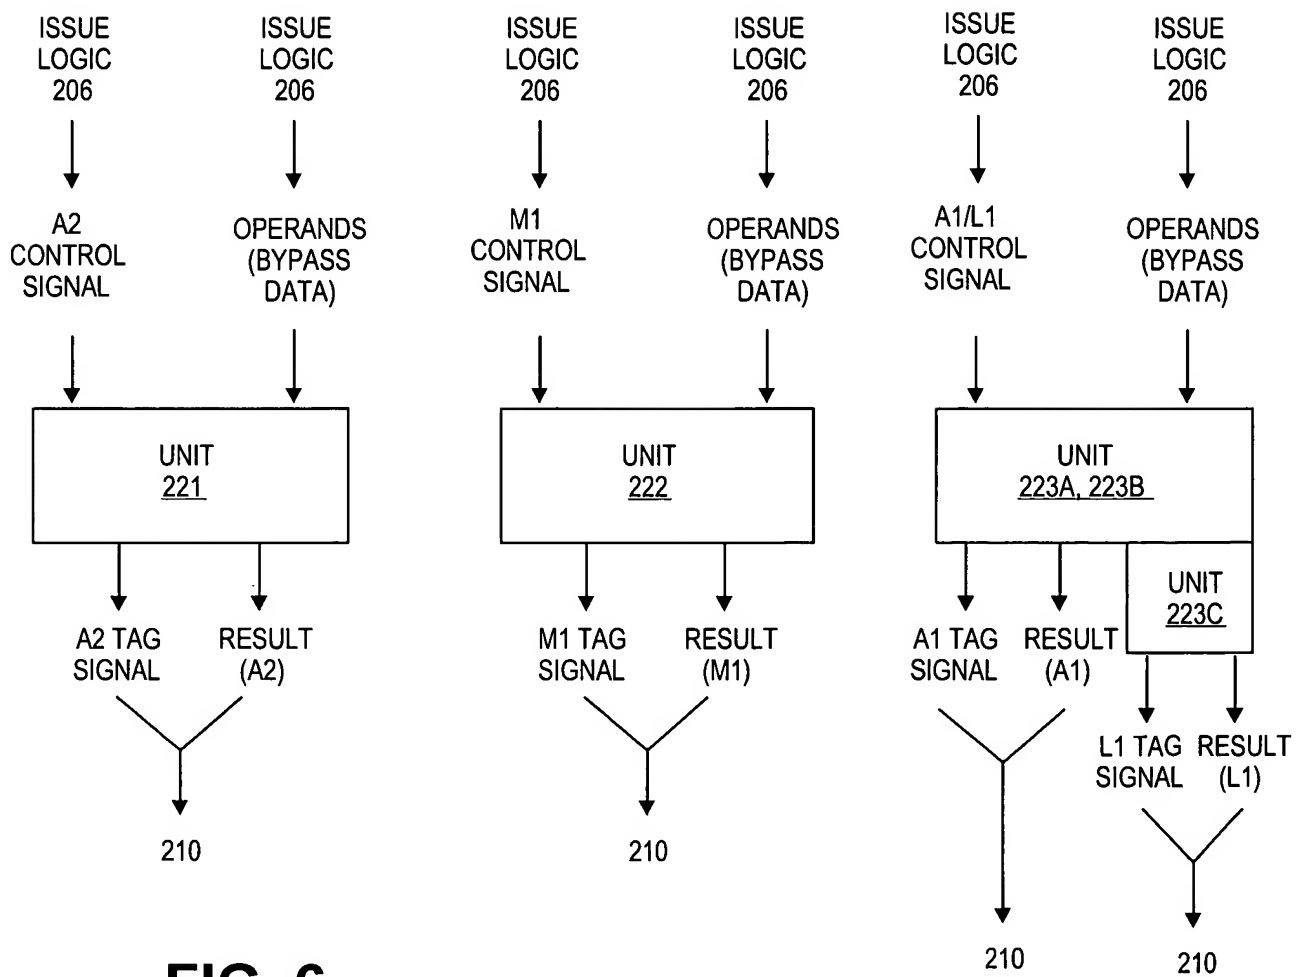 ISSUE
LOGIC
206
ISSUE
LOGIC
206
ISSUE
LOGIC
206
ISSUE
LOGIC
206
ISSUE
LOGIC
206
ISSUE
LOGIC
206
A2
CONTROL
SIGNAL
OPERANDS
(BYPASS
DATA)
M1
CONTROL
SIGNAL
OPERANDS
(BYPASS
DATA)
A1/L1
CONTROL
SIGNAL
OPERANDS
(BYPASS
DATA)
UNIT
221
UNIT
222
UNIT
223A, 223B
UNIT
223C
A2 TAG
SIGNAL
RESULT
(A2)
M1 TAG
SIGNAL
RESULT
(M1)
A1 TAG
SIGNAL
RESULT
(A1)
L1 TAG
SIGNAL
RESULT
(L1)
210
210
210
210
FIG. 6